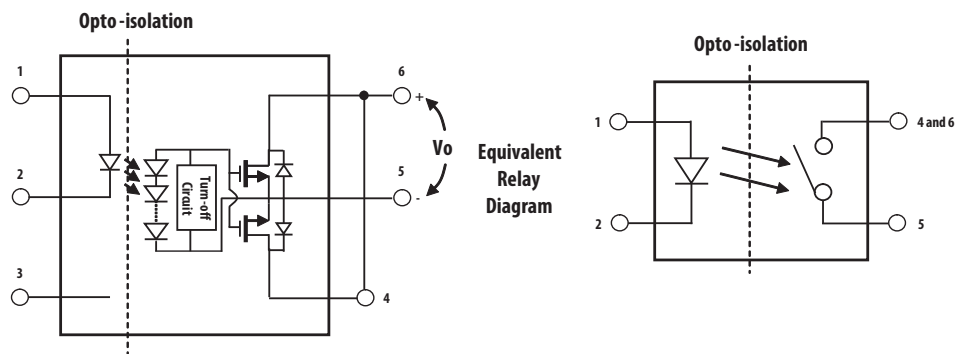 Opto-isolation
1
2
3
Turn-off
Circuit
6
+
Vo
5
-
4
Equivalent
Relay
Diagram
Opto-isolation
1
2
4 and 6
5